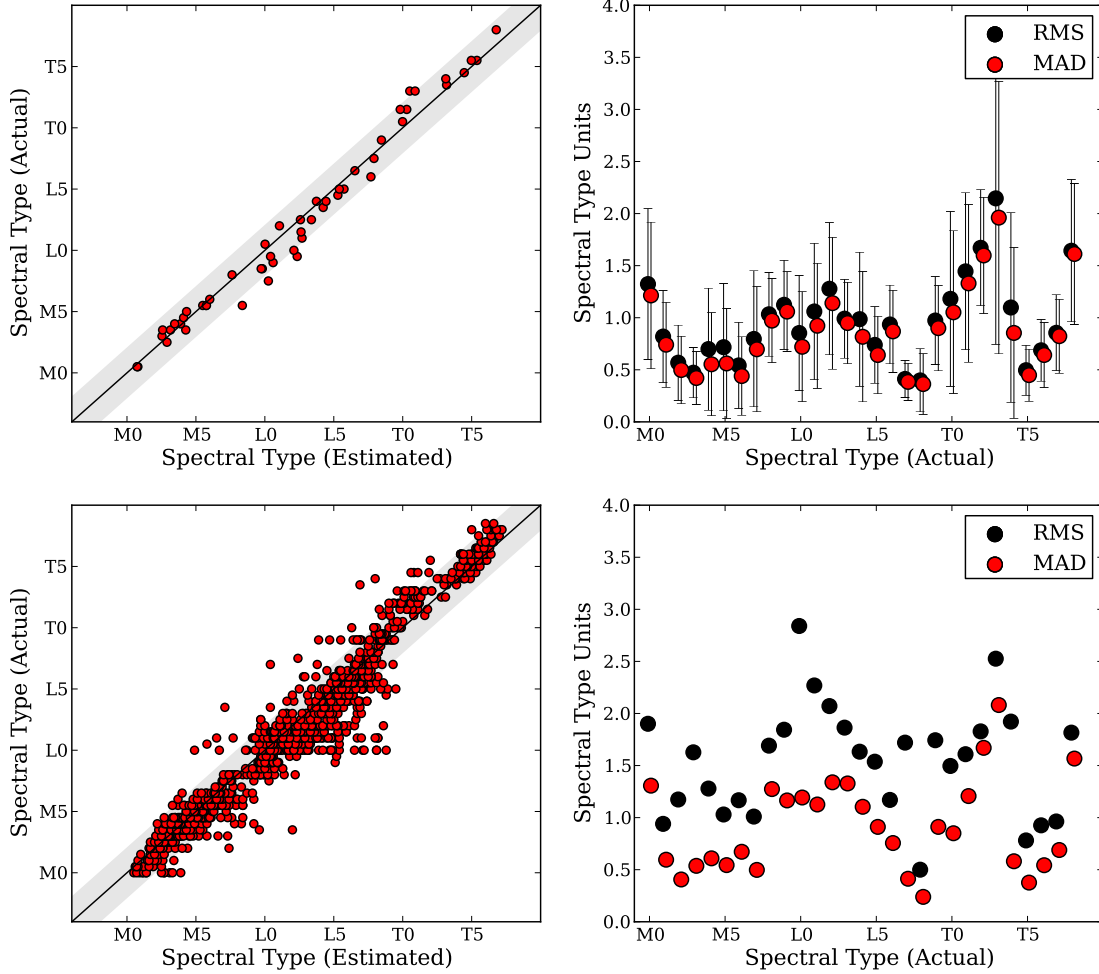 T5
T0
L5
L0
M5
M0
Spectral Type (Actual)
M0 M5 L0 L5 T0 T5
Spectral Type (Estimated)
4.0
3.5
3.0
2.5
2.0
1.5
1.0
0.5
0.0
Spectral Type Units
RMS
MAD
M0 M5 L0 L5 T0 T5
Spectral Type (Actual)
T5
T0
L5
L0
M5
M0
Spectral Type (Actual)
M0 M5 L0 L5 T0 T5
Spectral Type (Estimated)
4.0
3.5
3.0
2.5
2.0
1.5
1.0
0.5
0.0
Spectral Type Units
RMS
MAD
M0 M5 L0 L5 T0 T5
Spectral Type (Actual)